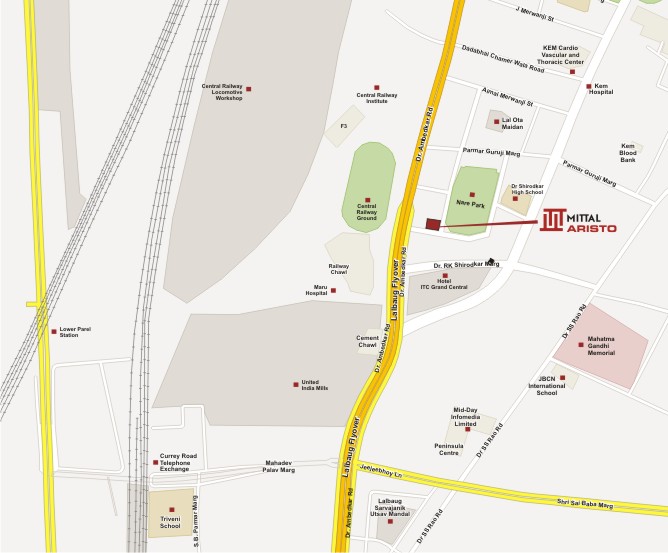 J Merwanji St
Dadabhai Chamar Wala Road
KEM Cardio
Vascular and
Thoracic Center
Central Railway
Locomotive
Workshop
Central Railway
Institute
Kem
Hospital
Annai Merwanji St
Lal Ota
Maidan
F3
Dr. Ambedkar Rd
Parmar Guruji Marg
Kem
Blood
Bank
Parmar Guruji Marg
Dr Shirodkar
High School
Central
Railway
Ground
Nare Park
MITTAL
ARISTO
Railway
Chawl
Dr. Ambedkar Rd
Lalbaug Flyover
Dr. RK Shirodkar Marg
Hotel
ITC Grand Central
Maru
Hospital
Lower Parel
Station
Cement
Chawl
Dr. Ambedkar Rd
Dr SS Rao Rd
Mahatma
Gandhi
Memorial
United
India Mills
JBCN
International
School
Mid-Day
Infomedia
Limited
Peninsula
Centre
Dr SS Rao Rd
Lalbaug Flyover
Currey Road
Telephone
Exchange
Mahadev
Palav Marg
Jeejeebhoy Ln
Shri Sai Baba Marg
Triveni
School
S.B. Pawar Marg
Dr. Ambedkar Rd
Lalbaug
Sarvajanik
Utsav Mandal
Dr SS Rao Rd